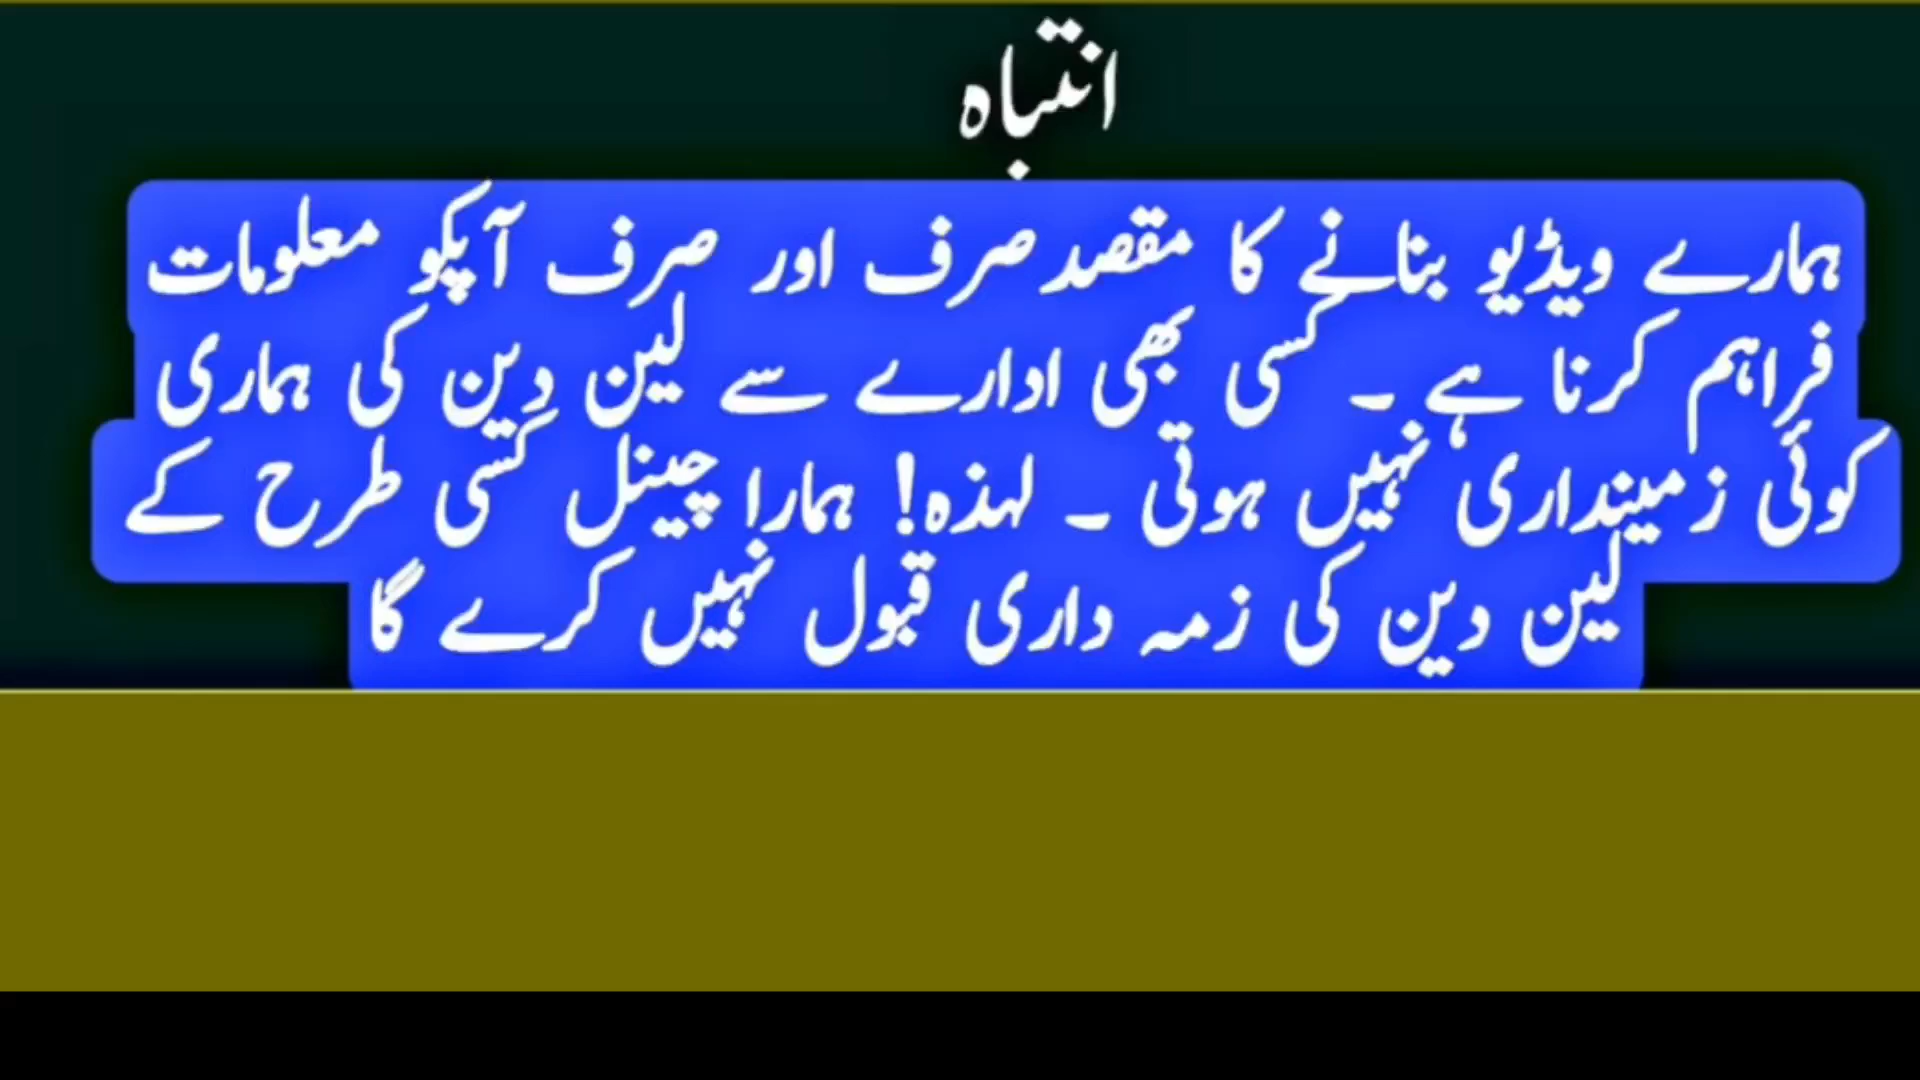 انتباہ
ہمارے ویڈیو بنانے کا مقصد صرف اور صرف آپکو معلومات
فراہم کرنا ہے ۔ کسی بھی ادارے سے لین دین کی ہماری
کوئی زمینداری نہیں ہوتی ۔ لہذہ! ہمارا چینل کسی طرح کے
لین دین کی زمہ داری قبول نہیں کرے گا